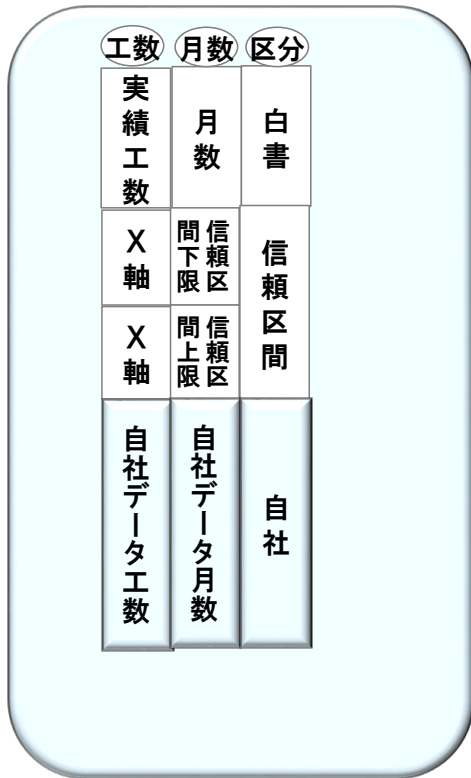 工数 月数 区分
実績工数 月数 白書
X軸 信頼区間下限 信頼区間
X軸 信頼区間上限
自社データ工数 自社データ月数 自社